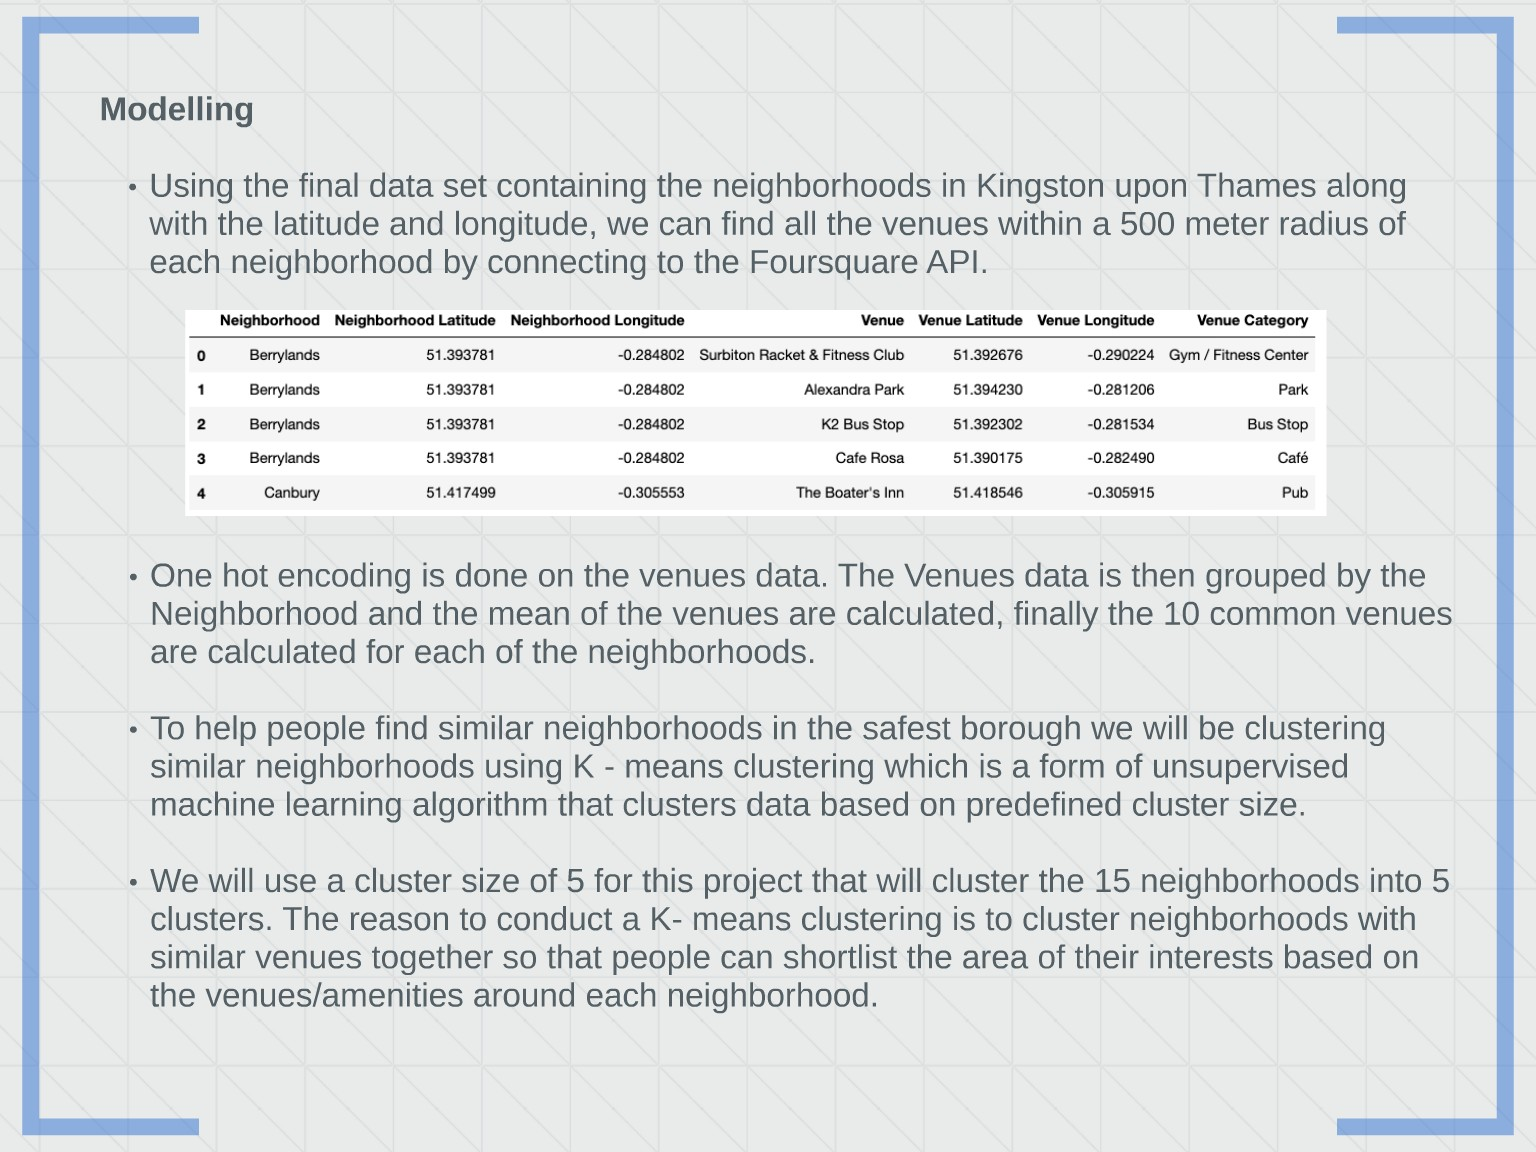 Modelling
• Using the final data set containing the neighborhoods in Kingston upon Thames along
with the latitude and longitude, we can find all the venues within a 500 meter radius of
each neighborhood by connecting to the Foursquare API.
Neighborhood Neighborhood Latitude Neighborhood Longitude Venue Venue Latitude Venue Longitude Venue Category
0 Berrylands 51.393781 -0.284802 Surbiton Racket & Fitness Club 51.392676 -0.290224 Gym / Fitness Center
1 Berrylands 51.393781 -0.284802 Alexandra Park 51.394230 -0.281206 Park
2 Berrylands 51.393781 -0.284802 K2 Bus Stop 51.392302 -0.281534 Bus Stop
3 Berrylands 51.393781 -0.284802 Cafe Rosa 51.390175 -0.282490 Café
4 Canbury 51.417499 -0.305553 The Boater's Inn 51.418546 -0.305915 Pub
• One hot encoding is done on the venues data. The Venues data is then grouped by the
Neighborhood and the mean of the venues are calculated, finally the 10 common venues
are calculated for each of the neighborhoods.
• To help people find similar neighborhoods in the safest borough we will be clustering
similar neighborhoods using K - means clustering which is a form of unsupervised
machine learning algorithm that clusters data based on predefined cluster size.
• We will use a cluster size of 5 for this project that will cluster the 15 neighborhoods into 5
clusters. The reason to conduct a K- means clustering is to cluster neighborhoods with
similar venues together so that people can shortlist the area of their interests based on
the venues/amenities around each neighborhood.